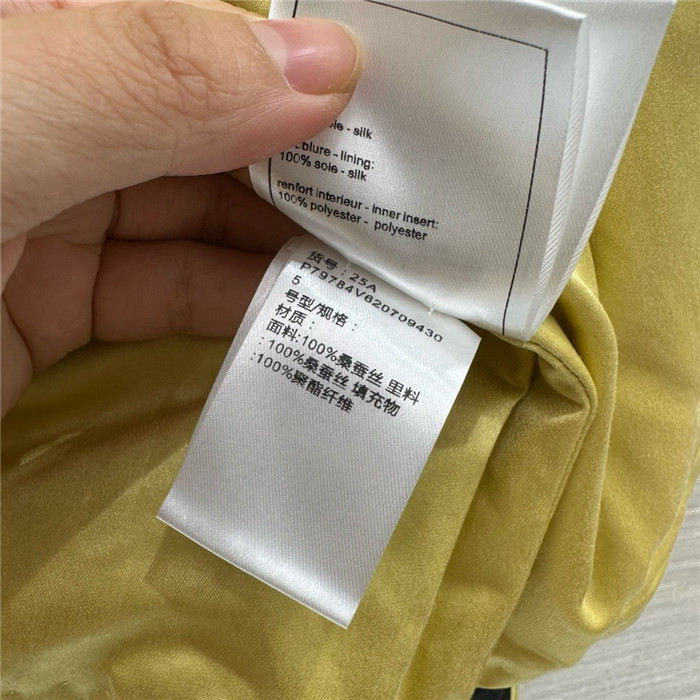 soie - silk
blure - lining:
100% soie - silk
renfort interieur - inner insert:
100% polyester - polyester
货号：25A
P79784V620709430
5
号型/规格：
材质：
面料:100%桑蚕丝 里料
:100%桑蚕丝 填充物
:100%聚酯纤维